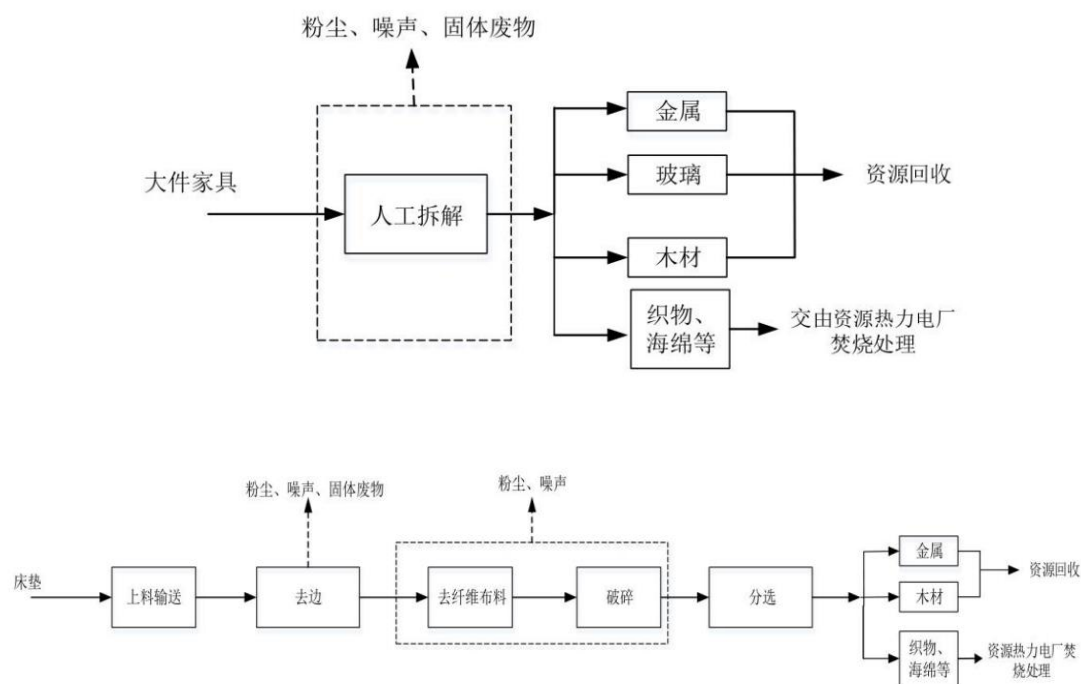 粉尘、噪声、固体废物
大件家具
人工拆解
金属
玻璃
木材
织物、
海绵等
资源回收
交由资源热力电厂
焚烧处理
粉尘、噪声、固体废物
粉尘、噪声
床垫
上料输送
去边
去纤维布料
破碎
分选
金属
木材
织物、
海绵等
资源回收
资源热力电厂焚
烧处理